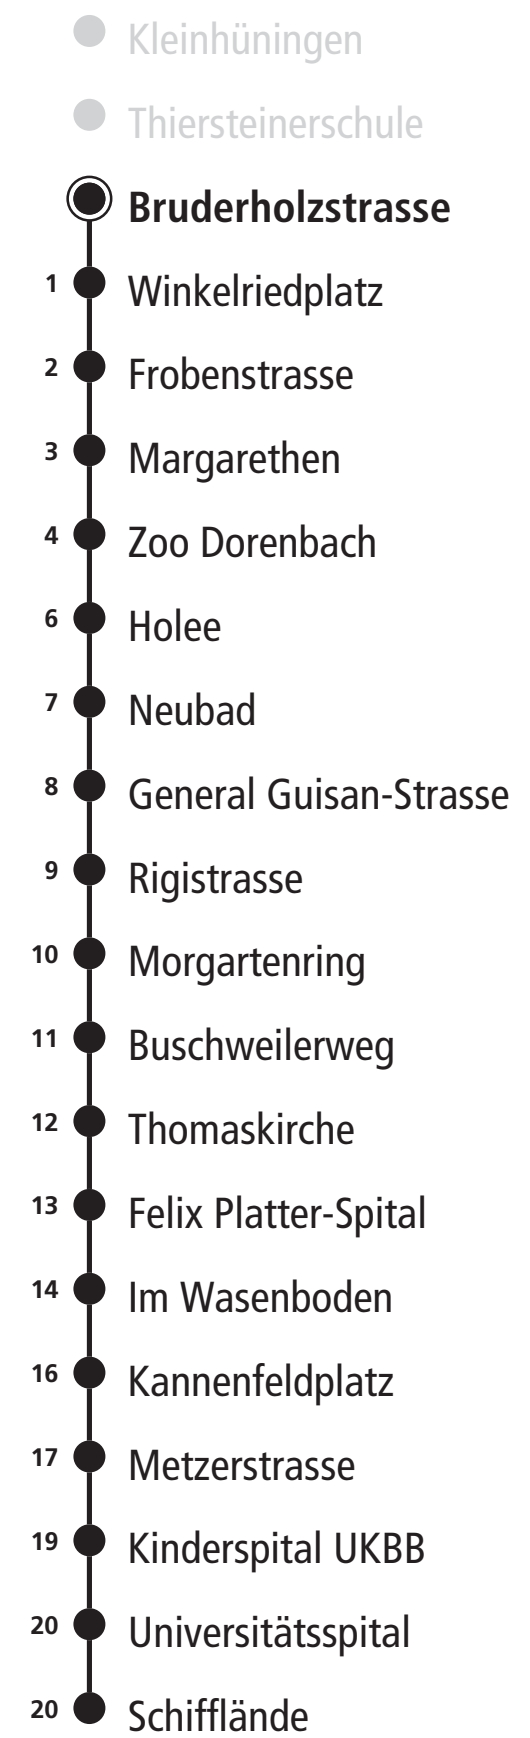 Kleinhüningen
Thiersteinerschule
Bruderholzstrasse
1 Winkelriedplatz
2 Frobenstrasse
3 Margarethen
4 Zoo Dorenbach
6 Holee
7 Neubad
8 General Guisan-Strasse
9 Rigistrasse
10 Morgartenring
11 Buschweilerweg
12 Thomaskirche
13 Felix Platter-Spital
14 Im Wasenboden
16 Kannenfeldplatz
17 Metzerstrasse
19 Kinderspital UKBB
20 Universitätsspital
20 Schifflände